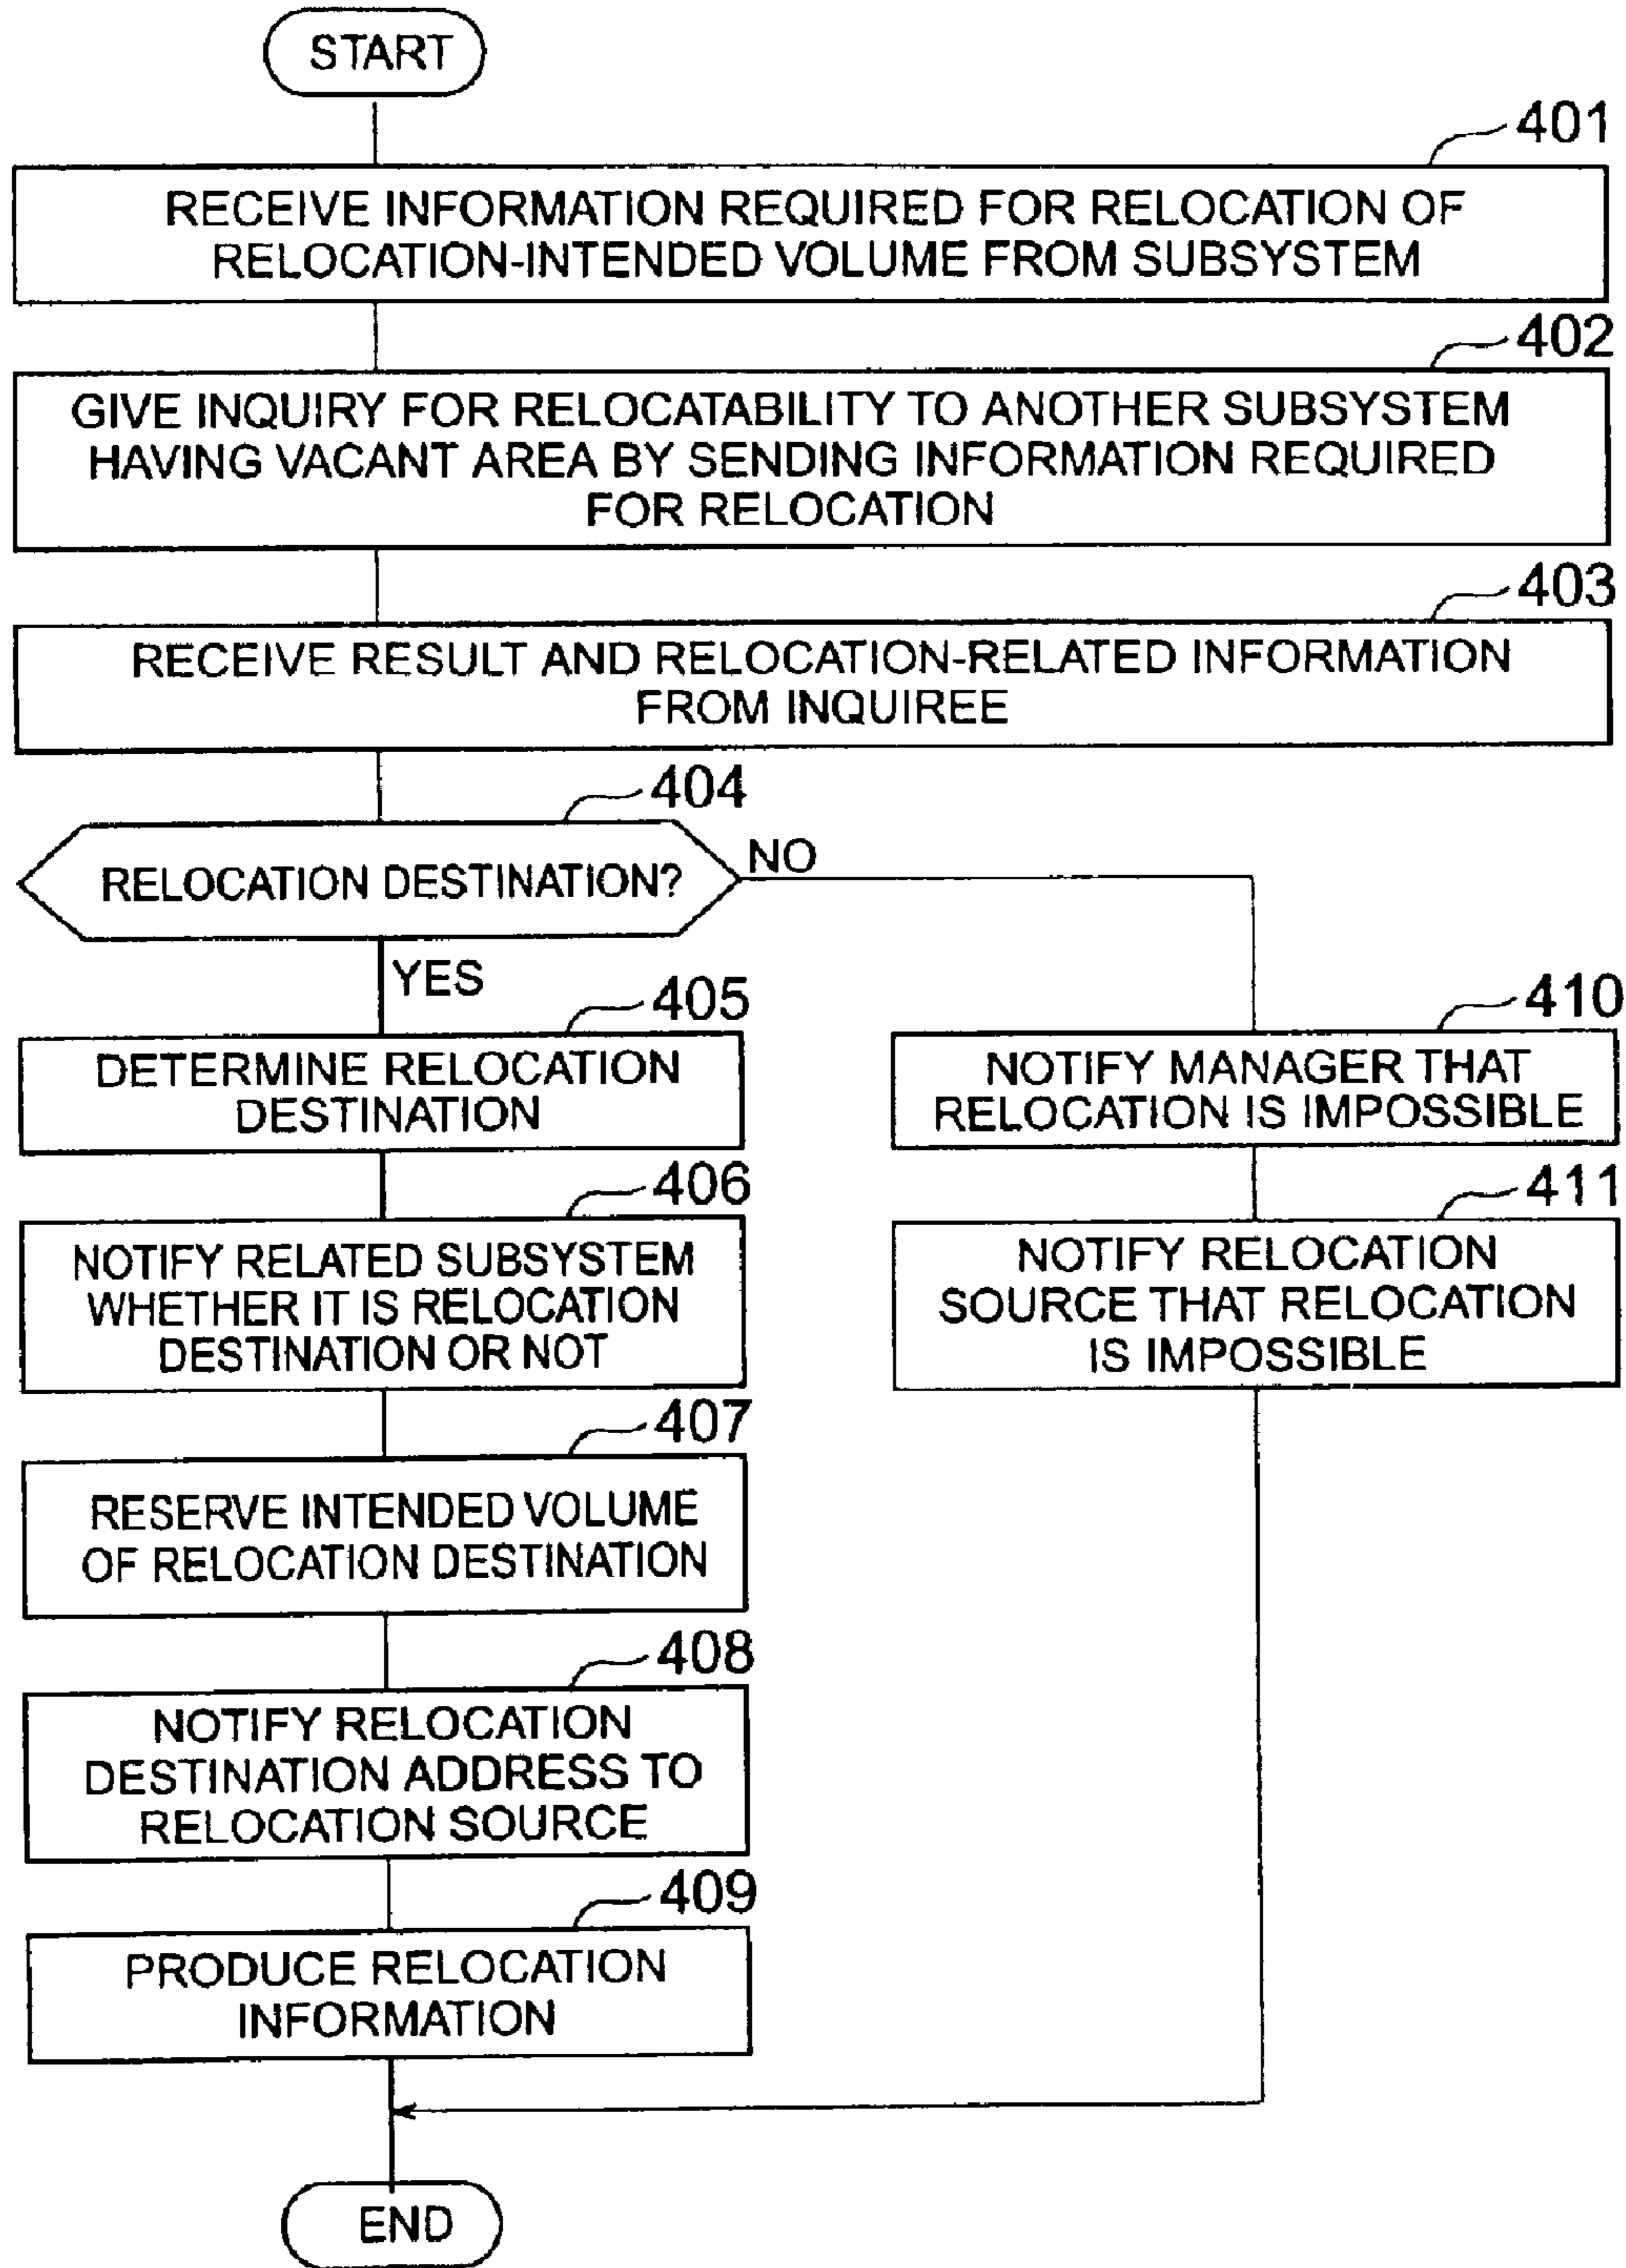 START
401
RECEIVE INFORMATION REQUIRED FOR RELOCATION OF
RELOCATION-INTENDED VOLUME FROM SUBSYSTEM
402
GIVE INQUIRY FOR RELOCATABILITY TO ANOTHER SUBSYSTEM
HAVING VACANT AREA BY SENDING INFORMATION REQUIRED
FOR RELOCATION
403
RECEIVE RESULT AND RELOCATION-RELATED INFORMATION
FROM INQUIREE
404
RELOCATION DESTINATION?
NO
YES
405
DETERMINE RELOCATION
DESTINATION
406
NOTIFY RELATED SUBSYSTEM
WHETHER IT IS RELOCATION
DESTINATION OR NOT
407
RESERVE INTENDED VOLUME
OF RELOCATION DESTINATION
408
NOTIFY RELOCATION
DESTINATION ADDRESS TO
RELOCATION SOURCE
409
PRODUCE RELOCATION
INFORMATION
410
NOTIFY MANAGER THAT
RELOCATION IS IMPOSSIBLE
411
NOTIFY RELOCATION
SOURCE THAT RELOCATION
IS IMPOSSIBLE
END